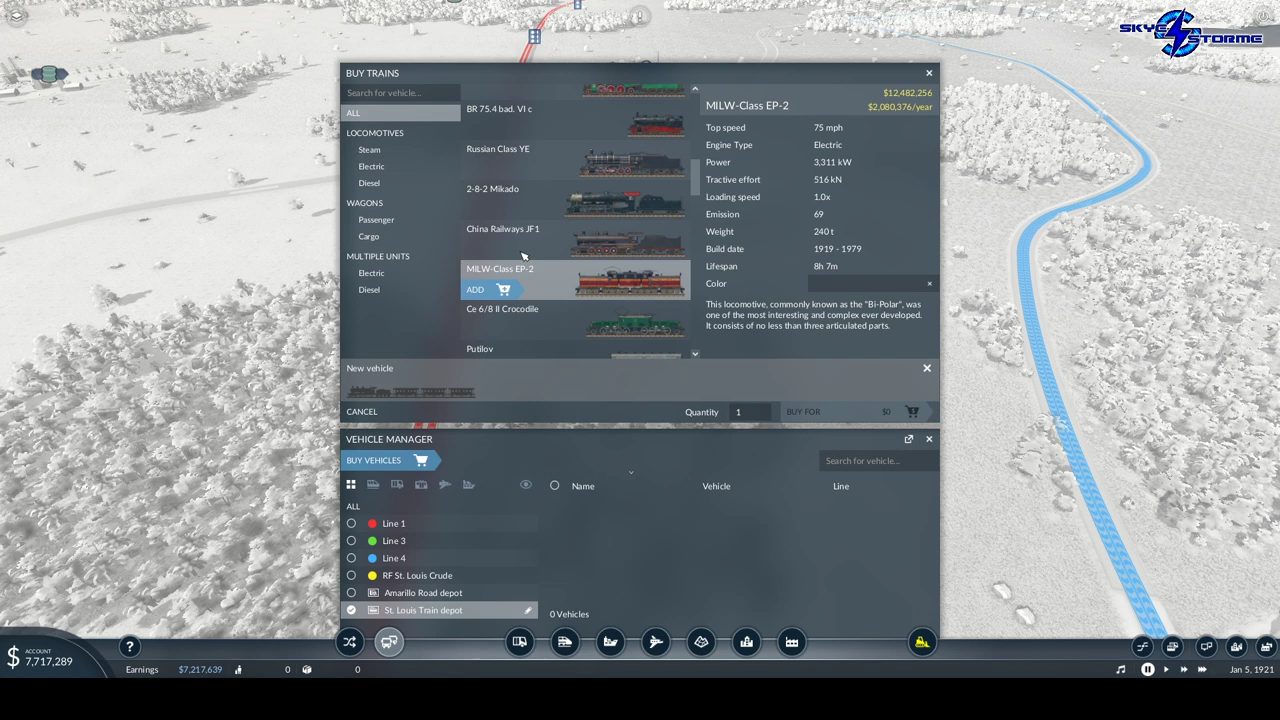 SKYE STORME
BUY TRAINS
Search for vehicle...
ALL
LOCOMOTIVES
Steam
Electric
Diesel
WAGONS
Passenger
Cargo
MULTIPLE UNITS
Electric
Diesel
BR 75.4 bad. VI c
Russian Class YE
2-8-2 Mikado
China Railways JF1
MILW-Class EP-2
ADD
Ce 6/8 II Crocodile
Putilov
$12,482,256
MILW-Class EP-2
$2,080,376/year
Top speed 75 mph
Engine Type Electric
Power 3,311 kW
Tractive effort 516 kN
Loading speed 1.0x
Emission 69
Weight 240 t
Build date 1919 - 1979
Lifespan 8h 7m
Color
This locomotive, commonly known as the "Bi-Polar", was
one of the most interesting and complex ever developed.
It consists of no less than three articulated parts.
New vehicle
CANCEL
Quantity 1
BUY FOR $0
VEHICLE MANAGER
BUY VEHICLES
Search for vehicle...
Name Vehicle Line
ALL
Line 1
Line 3
Line 4
RF St. Louis Crude
Amarillo Road depot
St. Louis Train depot
0 Vehicles
$ ACCOUNT
7,717,289
?
Earnings $7,217,639 0 0
Jan 5, 1921